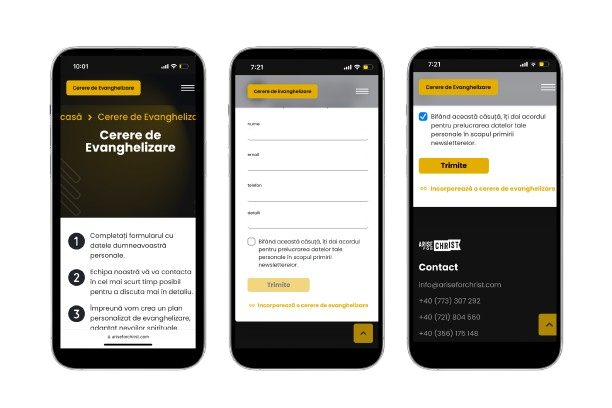 10:01
Cerere de Evanghelizare
casă > Cerere de Evangheliza
Cerere de
Evanghelizare
1 Completați formularul cu
datele dumneavoastră
personale.
2 Echipa noastră vă va contacta
în cel mai scurt timp posibil
pentru a discuta mai în detaliu.
3 Împreună vom crea un plan
personalizat de evanghelizare,
adaptat nevoilor spirituale
ariseforchrist.com
7:21
Cerere de Evanghelizare
nume
email
telefon
detalii
Bifând această căsuță, îți dai acordul
pentru prelucrarea datelor tale
personale în scopul primirii
newsletterelor.
Trimite
Incorporează o cerere de evanghelizare
7:21
Cerere de Evanghelizare
Bifând această căsuță, îți dai acordul
pentru prelucrarea datelor tale
personale în scopul primirii
newsletterelor.
Trimite
Incorporează o cerere de evanghelizare
ARISE FOR CHRIST
Contact
info@ariseforchrist.com
+40 (773) 307 292
+40 (721) 804 560
+40 (356) 175 148